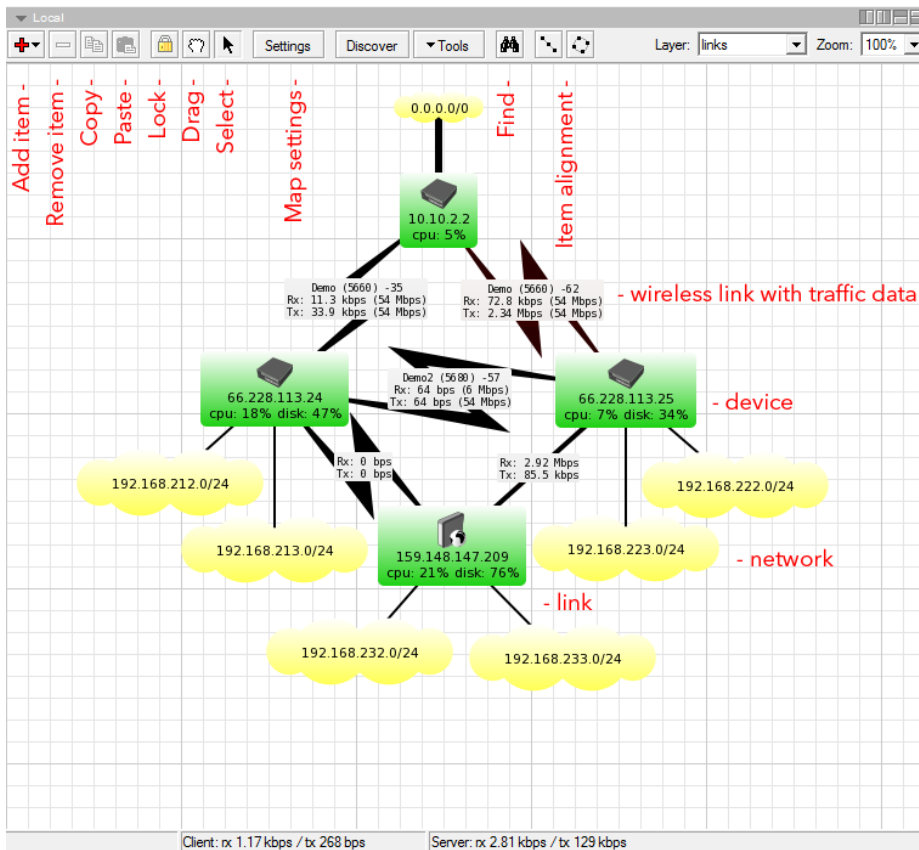 Local
Settings
Discover
Tools
Layer:
links
Zoom:
100%
Add item -
Remove item -
Copy -
Paste -
Lock -
Drag -
Select -
Map settings -
Find -
Item alignment -
0.0.0.0/0
10.10.2.2
cpu: 5%
Demo (5660) -35
Rx: 11.3 kbps (54 Mbps)
Tx: 33.9 kbps (54 Mbps)
Demo (5660) -62
Rx: 72.8 kbps (54 Mbps)
Tx: 2.34 Mbps (54 Mbps)
- wireless link with traffic data
66.228.113.24
cpu: 18% disk: 47%
Demo2 (5680) -57
Rx: 64 bps (6 Mbps)
Tx: 64 bps (54 Mbps)
66.228.113.25
cpu: 7% disk: 34%
- device
Rx: 0 bps
Tx: 0 bps
Rx: 2.92 Mbps
Tx: 85.5 kbps
192.168.212.0/24
192.168.222.0/24
192.168.213.0/24
159.148.147.209
cpu: 21% disk: 76%
192.168.223.0/24
- network
- link
192.168.232.0/24
192.168.233.0/24
Client: rx 1.17 kbps / tx 268 bps
Server: rx 2.81 kbps / tx 129 kbps